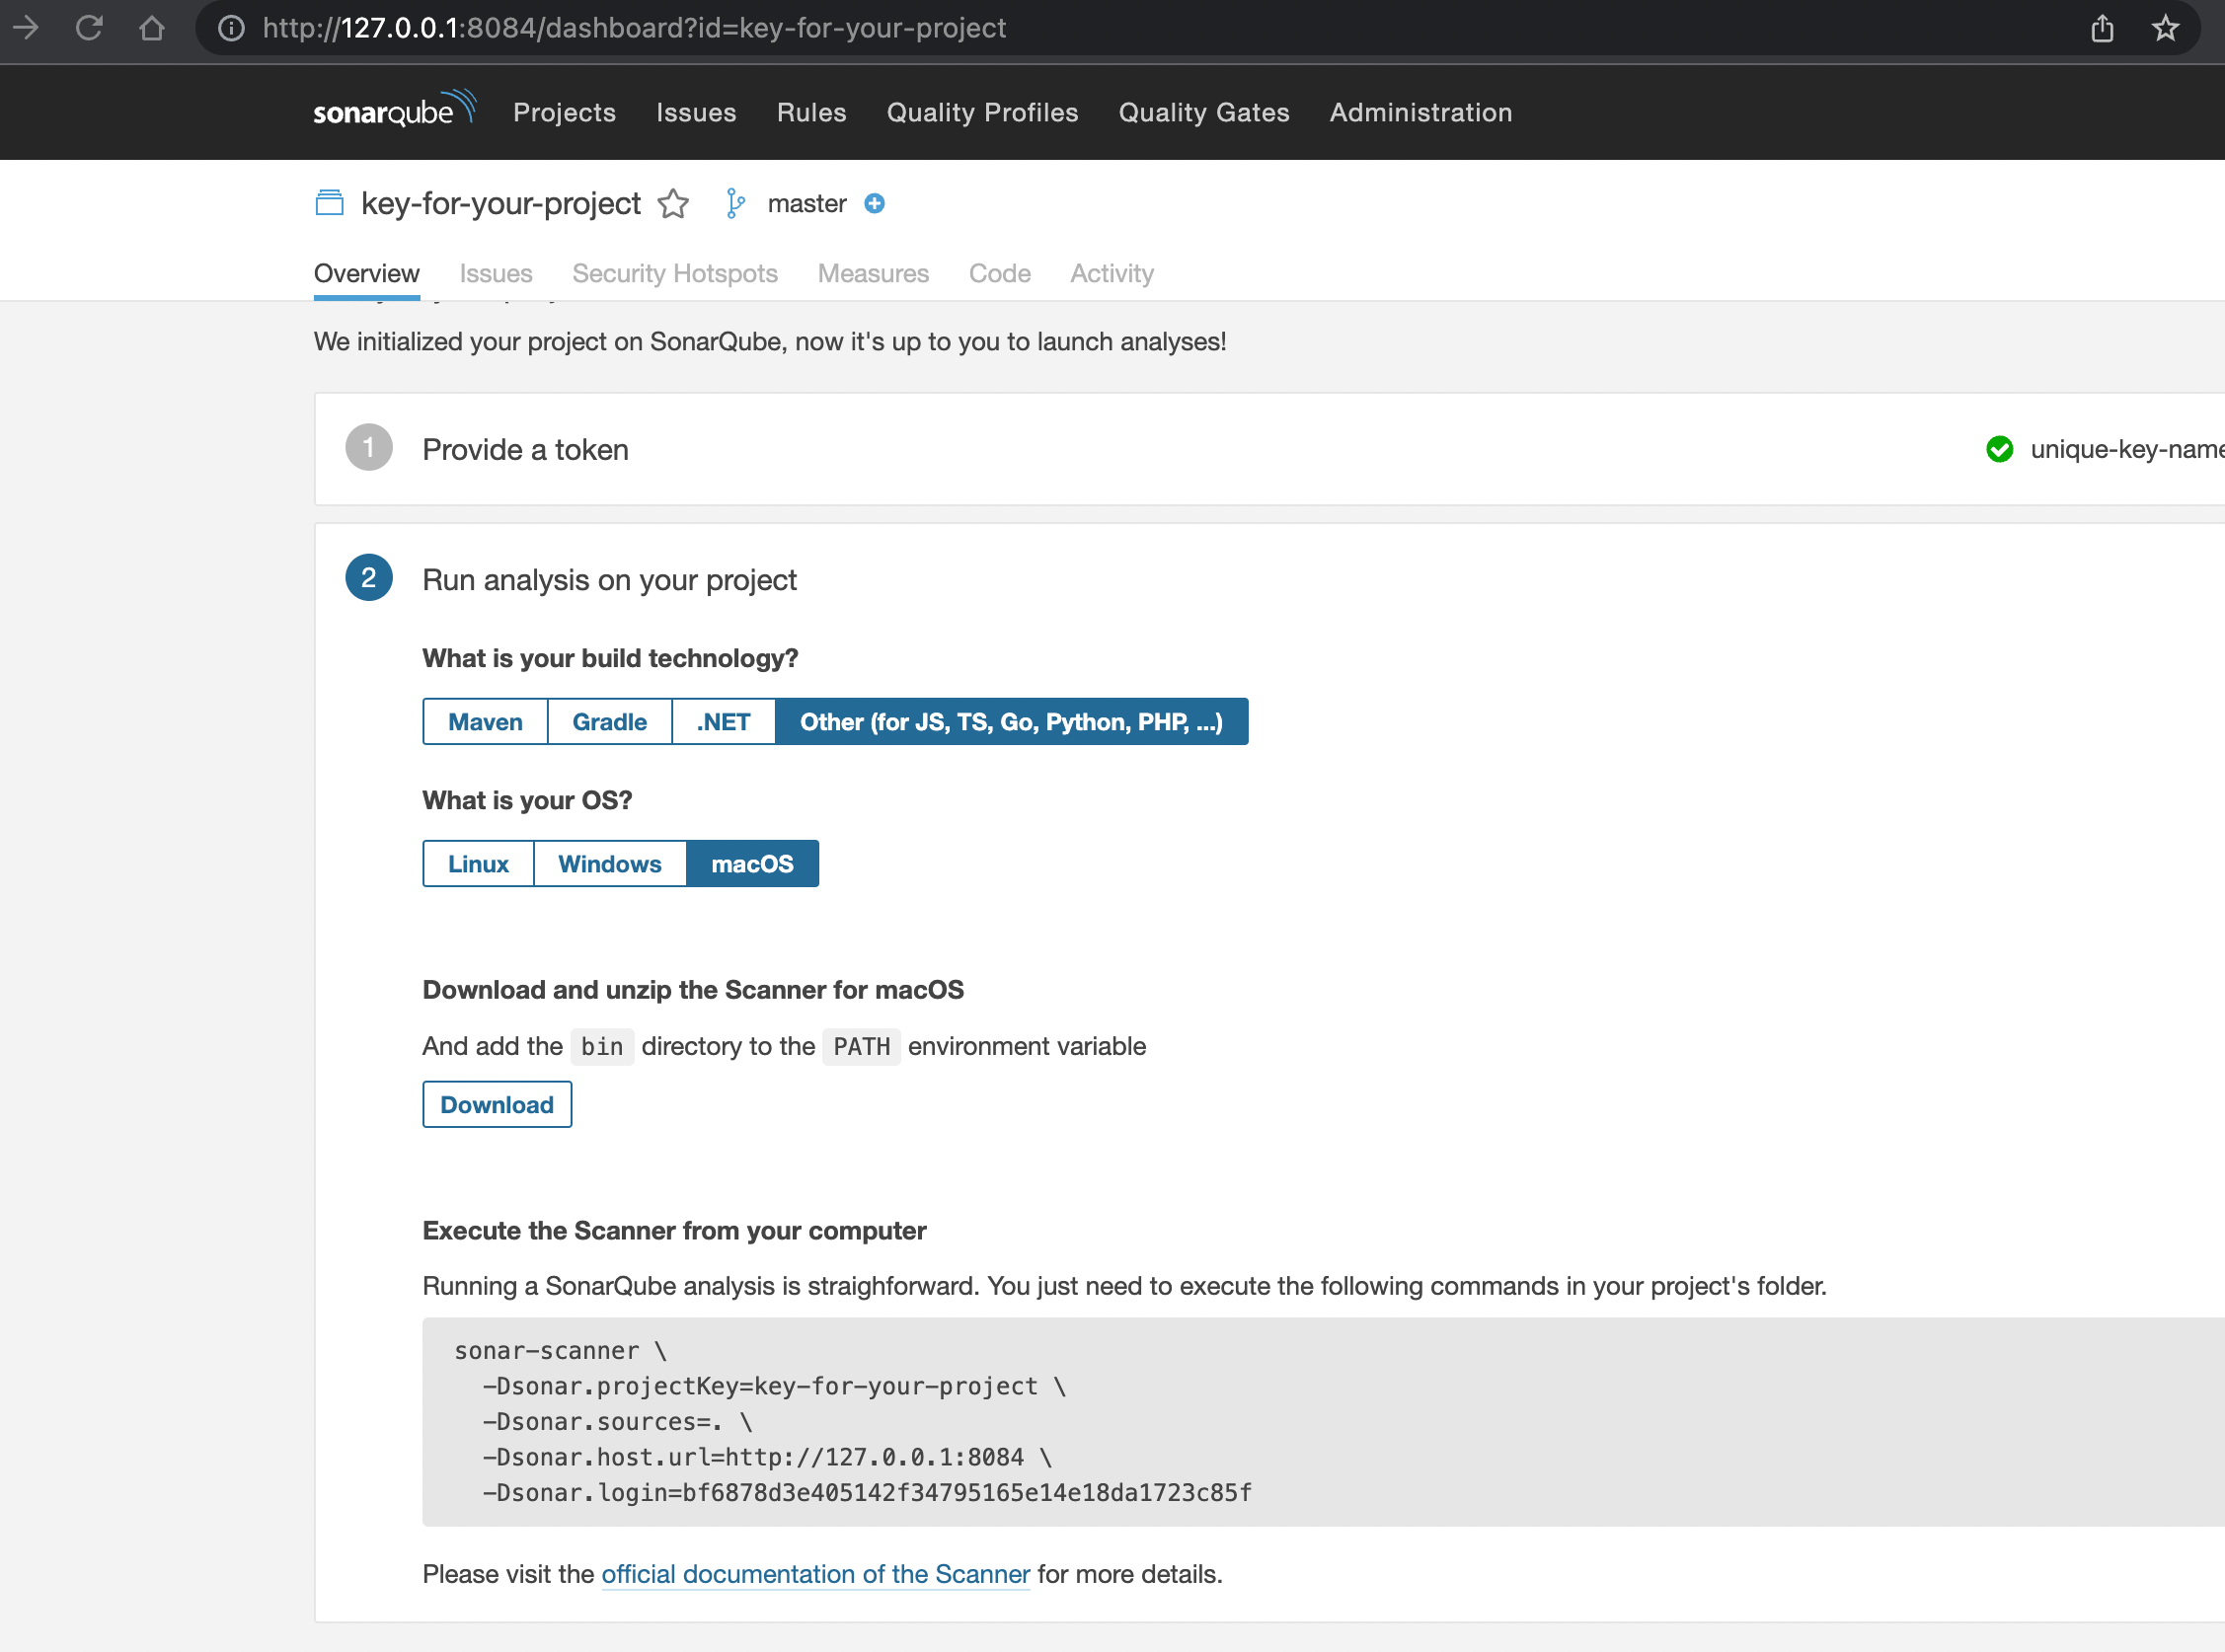 http://127.0.0.1:8084/dashboard?id=key-for-your-project
sonarqube Projects Issues Rules Quality Profiles Quality Gates Administration
key-for-your-project master
Overview Issues Security Hotspots Measures Code Activity
We initialized your project on SonarQube, now it's up to you to launch analyses!
1 Provide a token unique-key-name
2 Run analysis on your project
What is your build technology?
Maven Gradle .NET Other (for JS, TS, Go, Python, PHP, ...)
What is your OS?
Linux Windows macOS
Download and unzip the Scanner for macOS
And add the bin directory to the PATH environment variable
Download
Execute the Scanner from your computer
Running a SonarQube analysis is straighforward. You just need to execute the following commands in your project's folder.
sonar-scanner \
-Dsonar.projectKey=key-for-your-project \
-Dsonar.sources=. \
-Dsonar.host.url=http://127.0.0.1:8084 \
-Dsonar.login=bf6878d3e405142f34795165e14e18da1723c85f
Please visit the official documentation of the Scanner for more details.